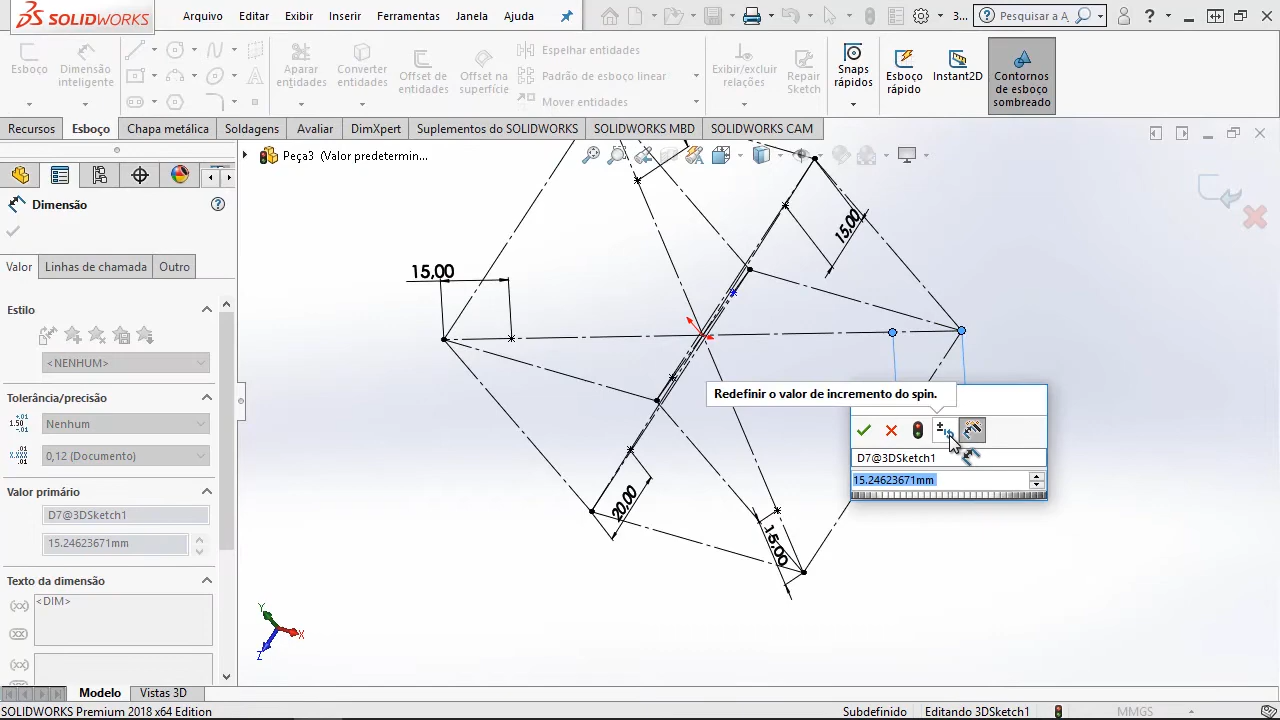 SOLIDWORKS
Arquivo Editar Exibir Inserir Ferramentas Janela Ajuda
3...
Pesquisar a A
?
Esboço
Dimensão inteligente
Aparar entidades
Converter entidades
Offset de entidades
Offset na superfície
Espelhar entidades
Padrão de esboço linear
Mover entidades
Exibir/excluir relações
Repair Sketch
Snaps rápidos
Esboço rápido
Instant2D
Contornos de esboço sombreado
Recursos Esboço Chapa metálica Soldagens Avaliar DimXpert Suplementos do SOLIDWORKS SOLIDWORKS MBD SOLIDWORKS CAM
Peça3 (Valor predetermin...
Dimensão
Valor Linhas de chamada Outro
Estilo
<NENHUM>
Tolerância/precisão
Nenhum
0,12 (Documento)
Valor primário
D7@3DSketch1
15.24623671mm
Texto da dimensão
<DIM>
15,00
15,00
20,00
15,00
Redefinir o valor de incremento do spin.
D7@3DSketch1
15.24623671mm
Y
X
Z
Modelo Vistas 3D
SOLIDWORKS Premium 2018 x64 Edition
Subdefinido
Editando 3DSketch1
MMGS